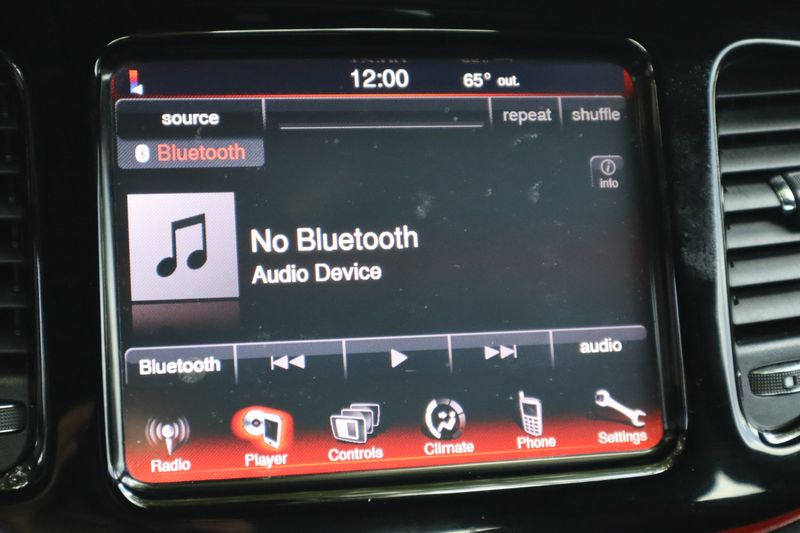 12:00 65° out.
source repeat shuffle
Bluetooth
info
No Bluetooth
Audio Device
Bluetooth audio
Radio Player Controls Climate Phone Settings